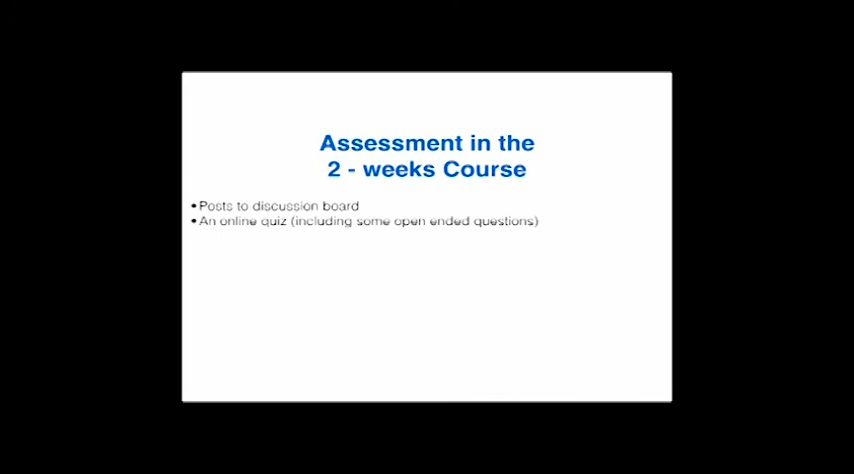 Assessment in the
2 - weeks Course
•Posts to discussion board
•An online quiz (including some open ended questions)